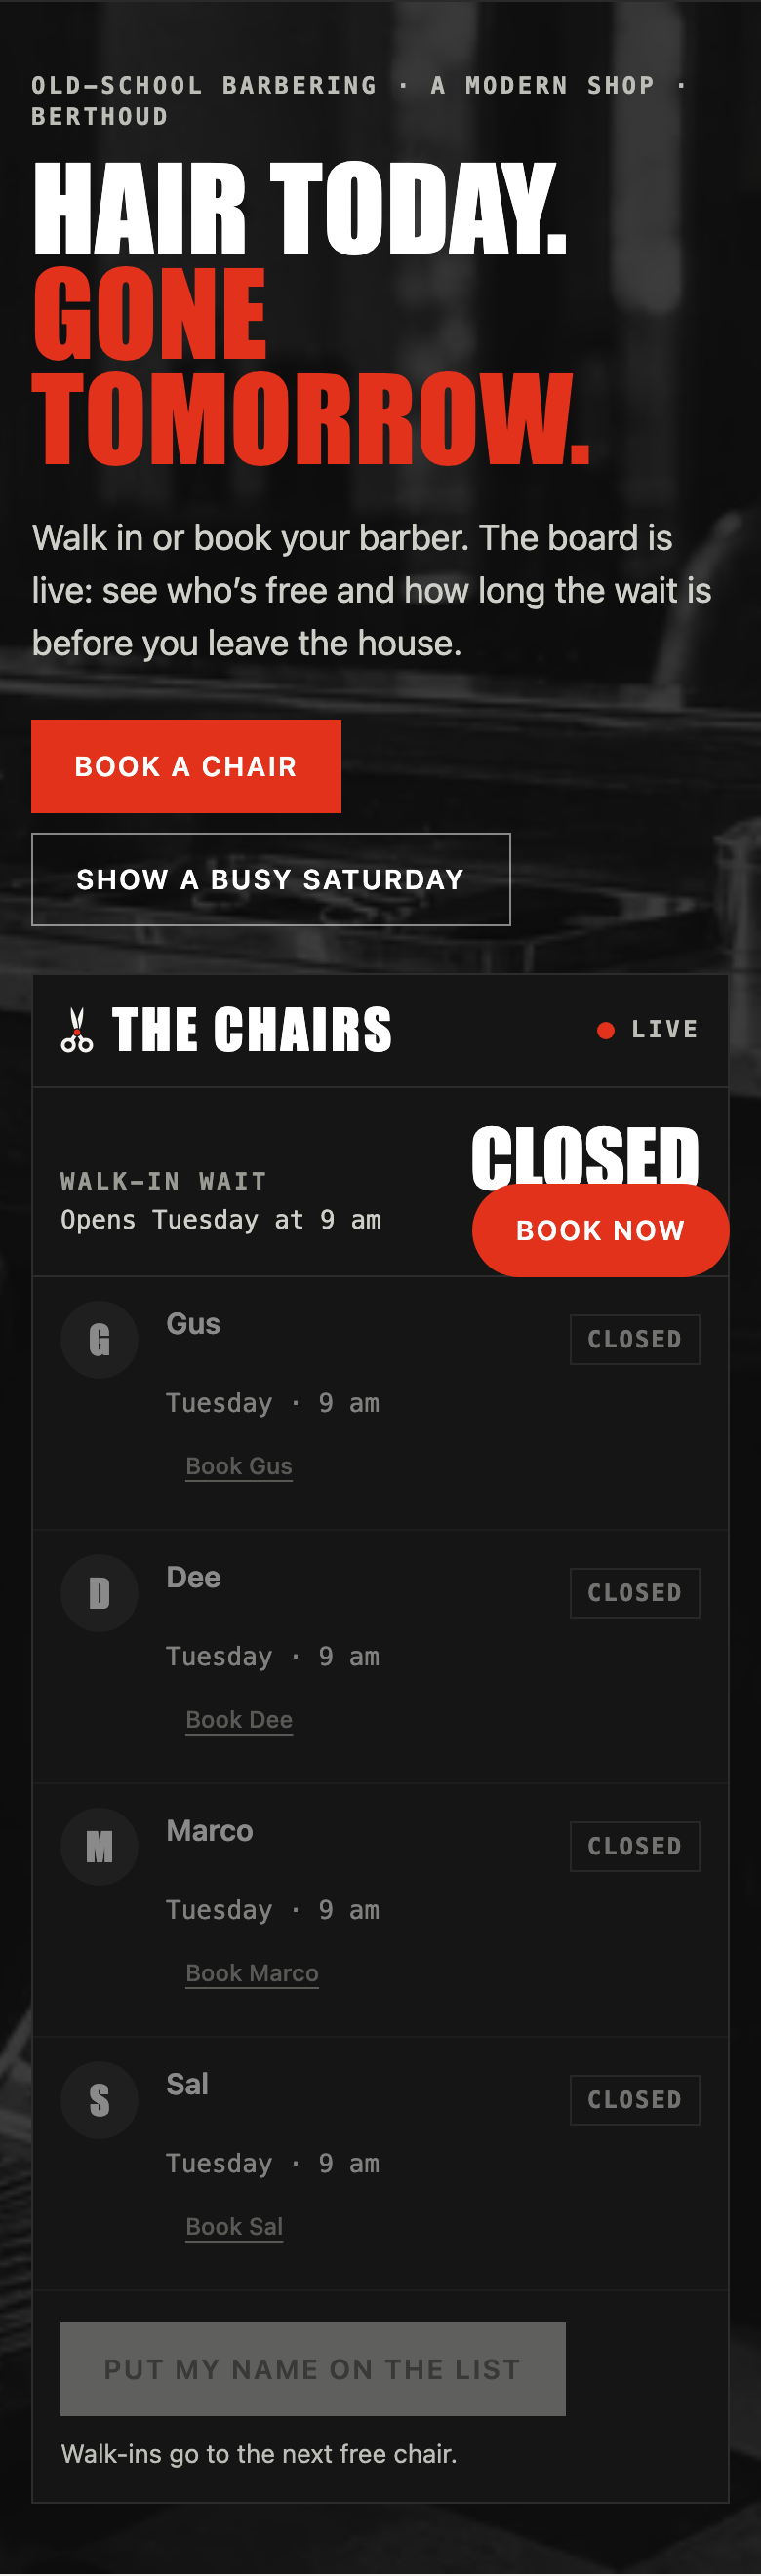 OLD–SCHOOL BARBERING · A MODERN SHOP ·
BERTHOUD
HAIR TODAY.
GONE
TOMORROW.
Walk in or book your barber. The board is
live: see who’s free and how long the wait is
before you leave the house.
BOOK A CHAIR
SHOW A BUSY SATURDAY
THE CHAIRS
LIVE
CLOSED
WALK–IN WAIT
Opens Tuesday at 9 am
BOOK NOW
G
Gus
CLOSED
Tuesday · 9 am
Book Gus
D
Dee
CLOSED
Tuesday · 9 am
Book Dee
M
Marco
CLOSED
Tuesday · 9 am
Book Marco
S
Sal
CLOSED
Tuesday · 9 am
Book Sal
PUT MY NAME ON THE LIST
Walk-ins go to the next free chair.